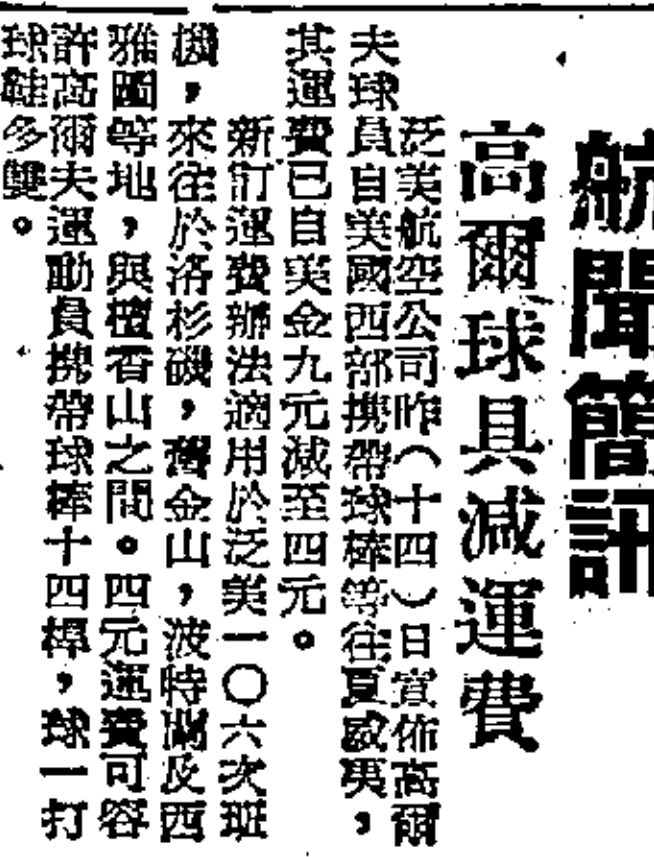 航聞簡訊
高爾球具減運費
泛美航空公司昨(十四)日宣佈高爾
夫球員自美國西部携帶球棒等往夏威夷，
其運費已自美金九元減至四元。
新訂運費辦法適用於泛美一〇六次班
機，來往於洛杉磯，舊金山，波特蘭及西
雅圖等地，與檀香山之間。四元運費可容
許高爾夫運動員携帶球棒十四桿，球一打
球鞋多雙。